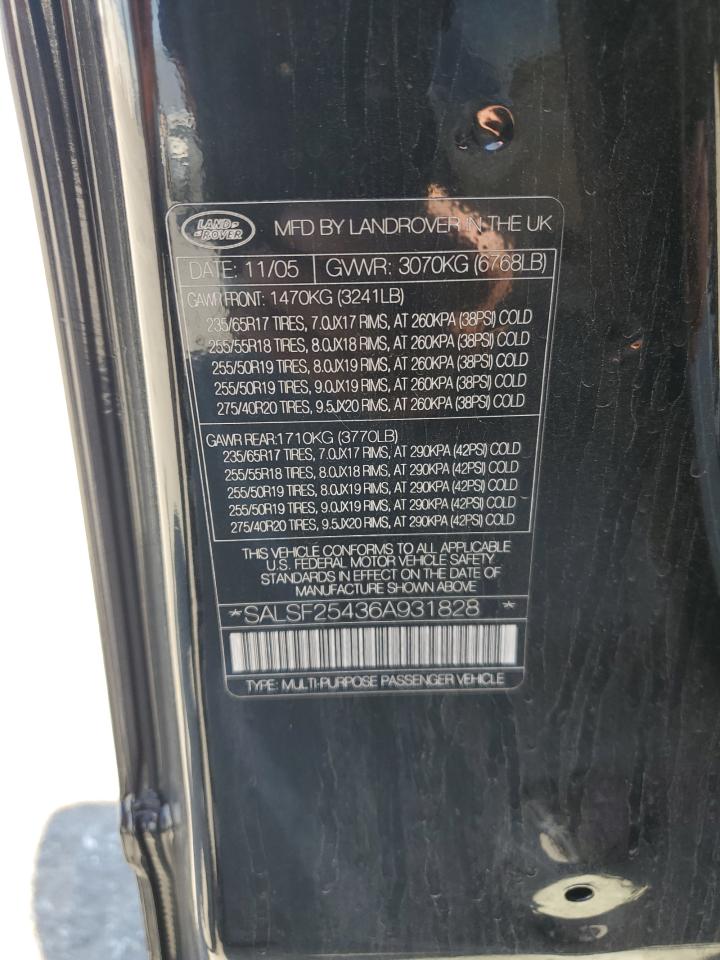 LAND ROVER
MFD BY LANDROVER IN THE UK
DATE: 11/05 GVWR: 3070KG (6768LB)
GAWR FRONT: 1470KG (3241LB)
235/65R17 TIRES, 7.0JX17 RIMS, AT 260KPA (38PSI) COLD
255/55R18 TIRES, 8.0JX18 RIMS, AT 260KPA (38PSI) COLD
255/50R19 TIRES, 8.0JX19 RIMS, AT 260KPA (38PSI) COLD
255/50R19 TIRES, 9.0JX19 RIMS, AT 260KPA (38PSI) COLD
275/40R20 TIRES, 9.5JX20 RIMS, AT 260KPA (38PSI) COLD
GAWR REAR:1710KG (3770LB)
235/65R17 TIRES, 7.0JX17 RIMS, AT 290KPA (42PSI) COLD
255/55R18 TIRES, 8.0JX18 RIMS, AT 290KPA (42PSI) COLD
255/50R19 TIRES, 8.0JX19 RIMS, AT 290KPA (42PSI) COLD
255/50R19 TIRES, 9.0JX19 RIMS, AT 290KPA (42PSI) COLD
275/40R20 TIRES, 9.5JX20 RIMS, AT 290KPA (42PSI) COLD
THIS VEHICLE CONFORMS TO ALL APPLICABLE
U.S. FEDERAL MOTOR VEHICLE SAFETY
STANDARDS IN EFFECT ON THE DATE OF
MANUFACTURE SHOWN ABOVE
*SALSF25436A931828 *
TYPE: MULTI-PURPOSE PASSENGER VEHICLE